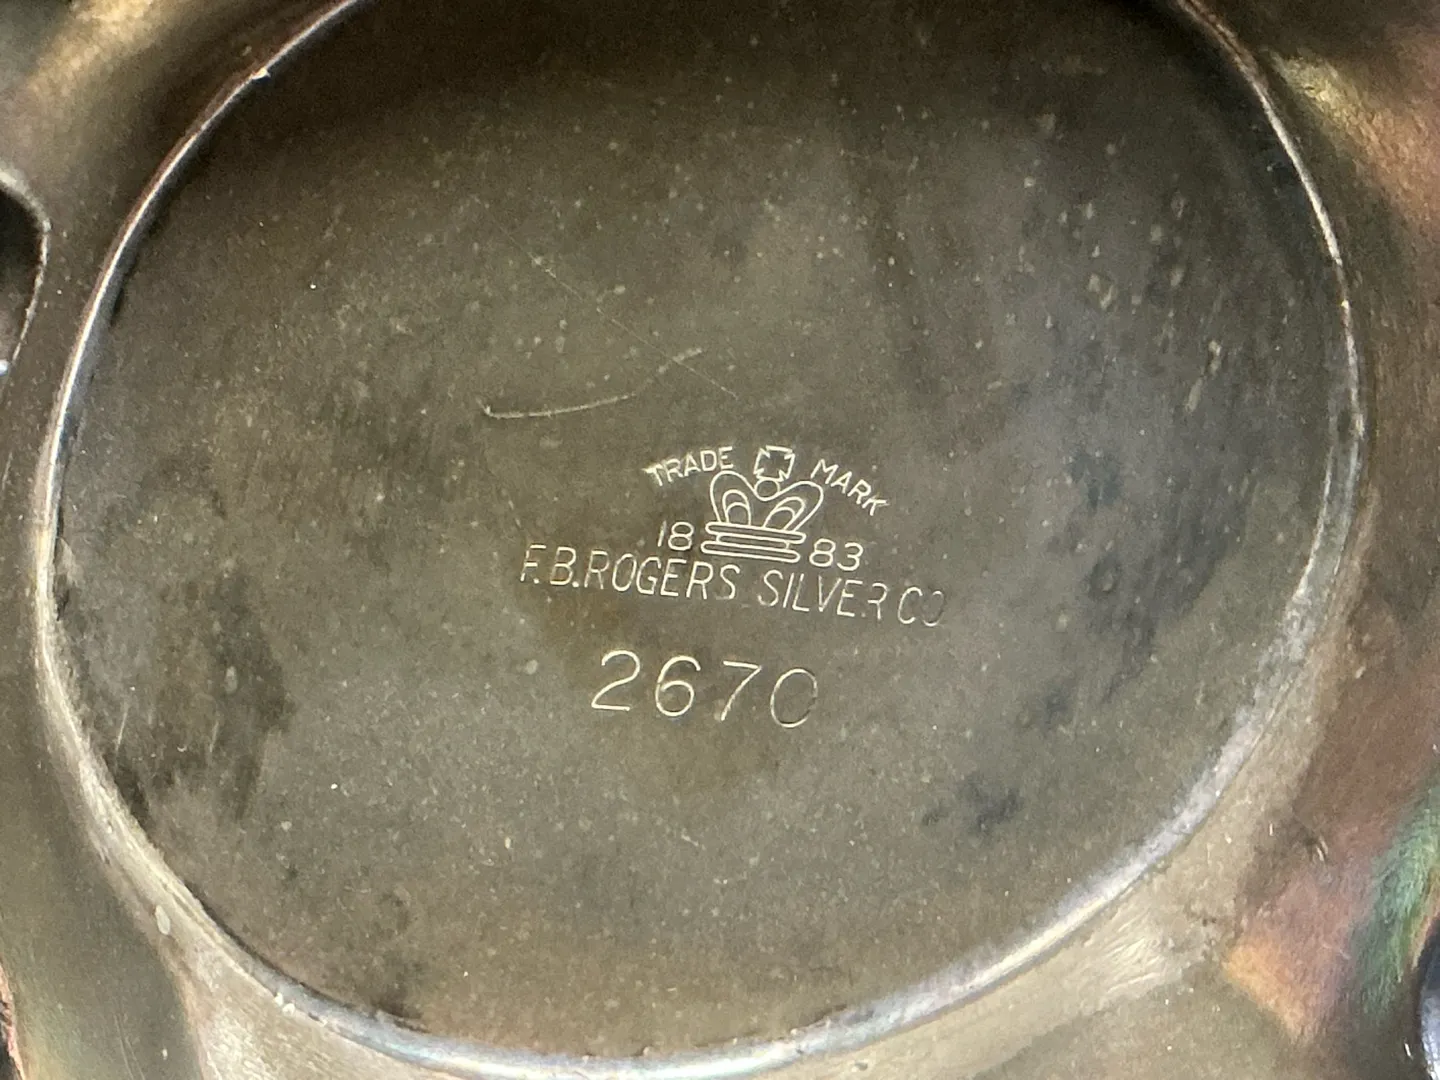 TRADE MARK
18 83
F.B.ROGERS SILVER CO
2670